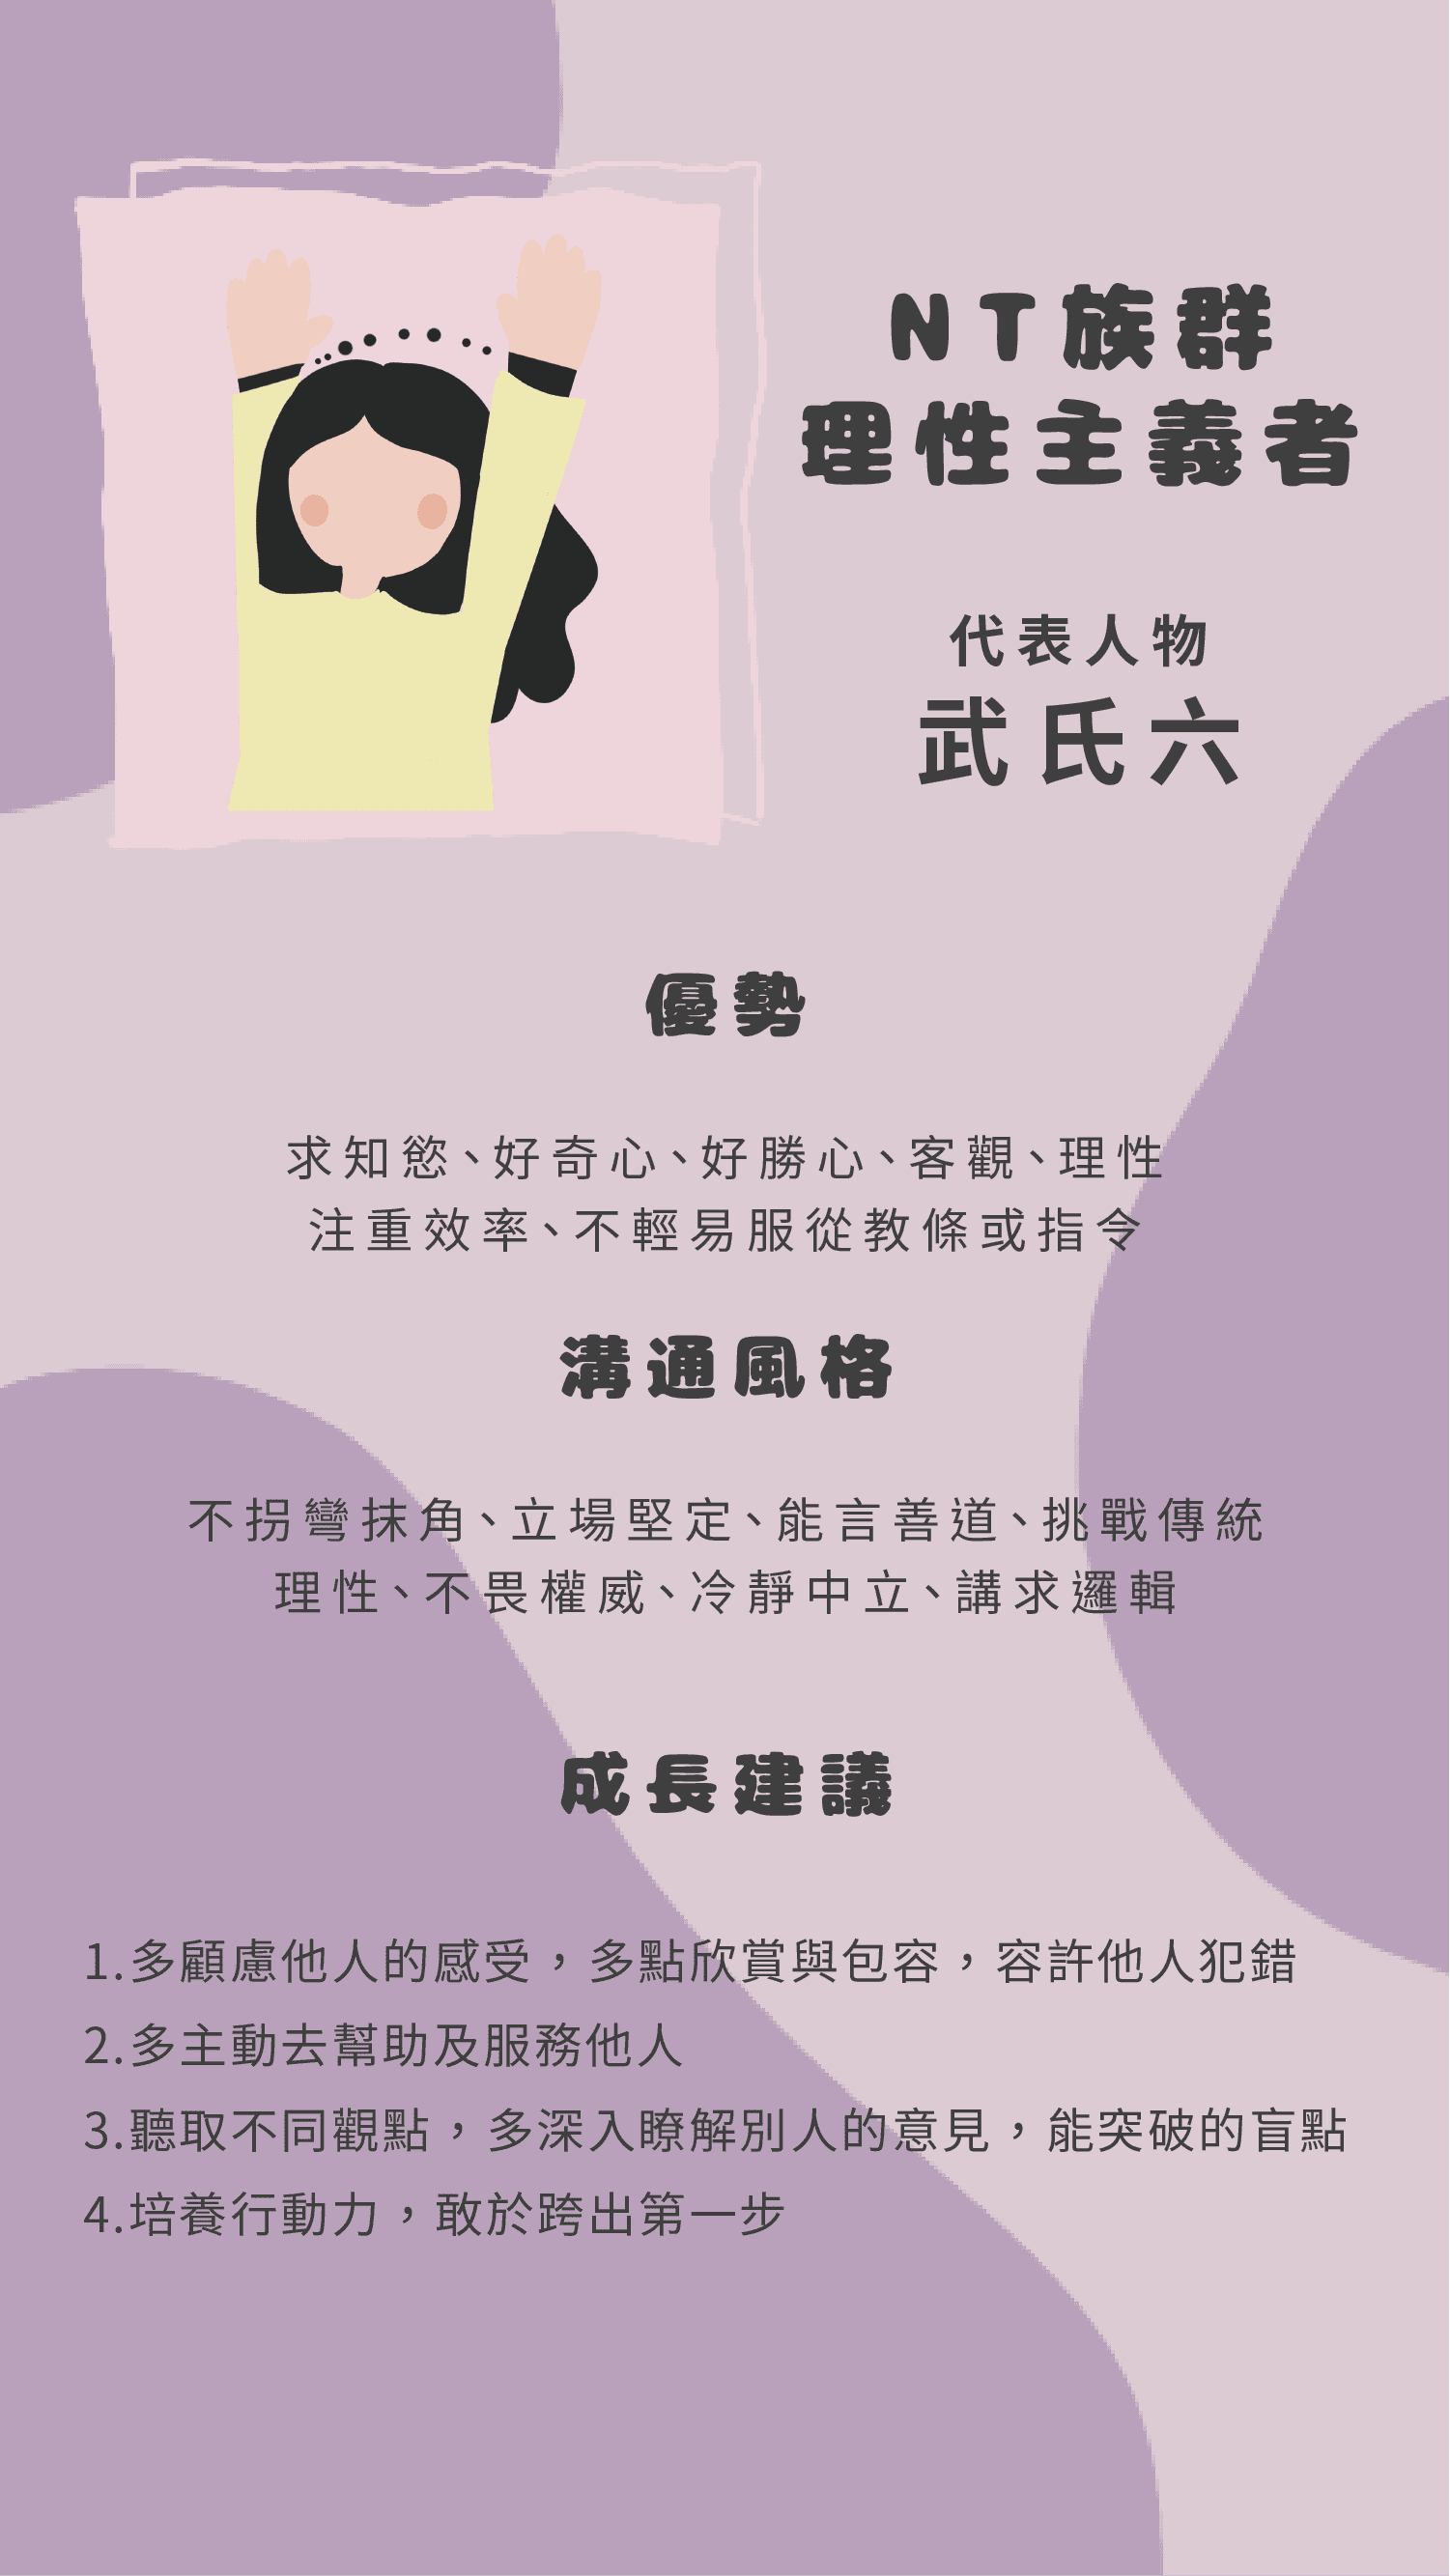 NT族群
理性主義者
代表人物
武氏六
優勢
求知慾、好奇心、好勝心、客觀、理性
注重效率、不輕易服從教條或指令
溝通風格
不拐彎抹角、立場堅定、能言善道、挑戰傳統
理性、不畏權威、冷靜中立、講求邏輯
成長建議
1.多顧慮他人的感受，多點欣賞與包容，容許他人犯錯
2.多主動去幫助及服務他人
3.聽取不同觀點，多深入瞭解別人的意見，能突破的盲點
4.培養行動力，敢於跨出第一步